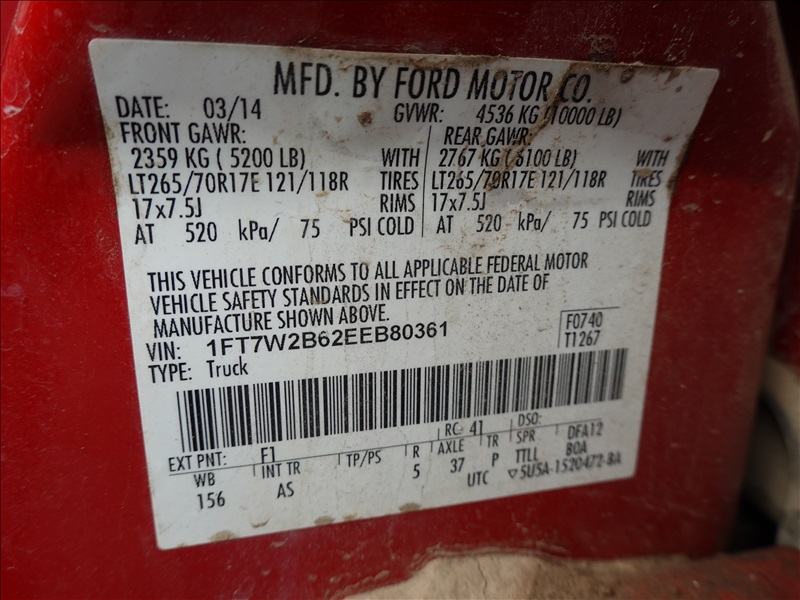 MFD. BY FORD MOTOR CO.
DATE: 03/14 GVWR: 4536 KG (10000 LB)
FRONT GAWR: REAR GAWR:
2359 KG ( 5200 LB) WITH 2767 KG ( 6100 LB) WITH
LT265/70R17E 121/118R TIRES LT265/70R17E 121/118R TIRES
17x7.5J RIMS 17x7.5J RIMS
AT 520 kPa/ 75 PSI COLD AT 520 kPa/ 75 PSI COLD
THIS VEHICLE CONFORMS TO ALL APPLICABLE FEDERAL MOTOR
VEHICLE SAFETY STANDARDS IN EFFECT ON THE DATE OF
MANUFACTURE SHOWN ABOVE.
VIN: 1FT7W2B62EEB80361 F0740
TYPE: Truck T1267
EXT PNT: F1 RC: 41 DSO:
WB INT TR TP/PS R AXLE TR SPR DFA12
156 AS 5 37 P TTLL BOA
UTC ▽5U5A-1520472-BA